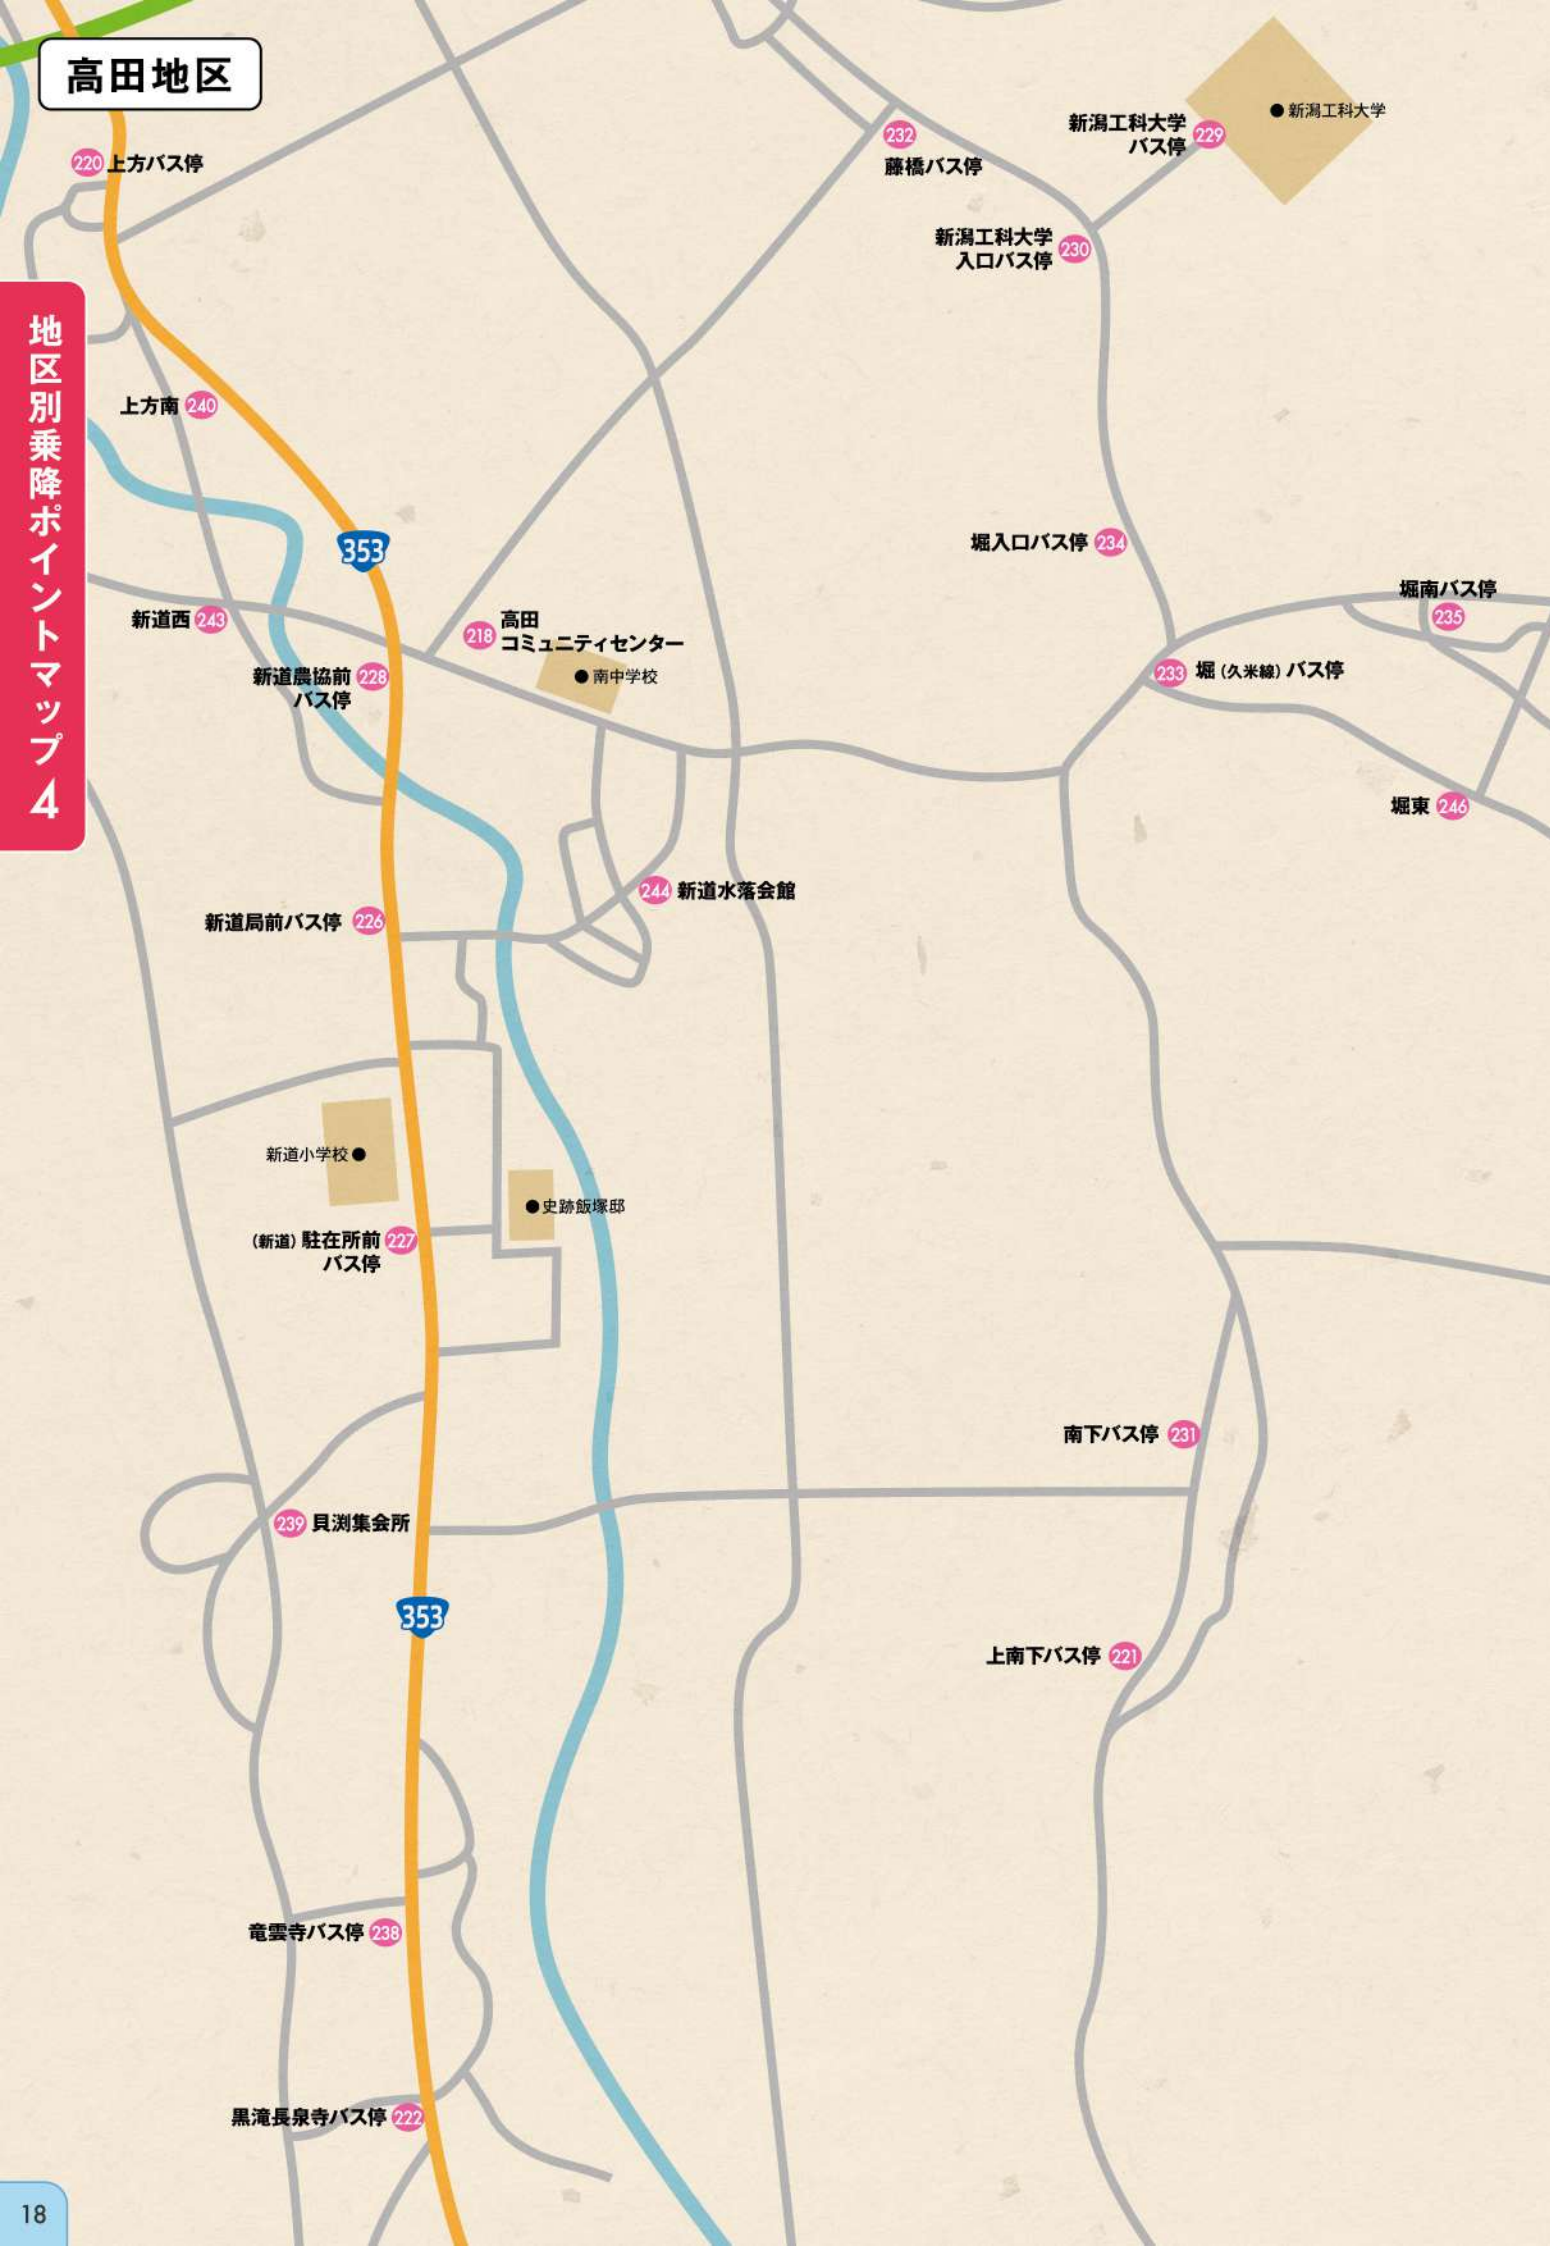 高田地区
新潟工科大学
新潟工科大学
バス停 229
232
藤橋バス停
220 上方バス停
新潟工科大学
入口バス停 230
地区別乗降ポイントマップ4
上方南 240
353
堀入口バス停 234
堀南バス停
235
新道西 243
218 高田
コミュニティセンター
南中学校
新道農協前 228
バス停
233 堀(久米線)バス停
堀東 246
244 新道水落会館
新道局前バス停 226
新道小学校
史跡飯塚邸
(新道)駐在所前 227
バス停
南下バス停 231
239 貝渕集会所
353
上南下バス停 221
竜雲寺バス停 238
黒滝長泉寺バス停 222
18